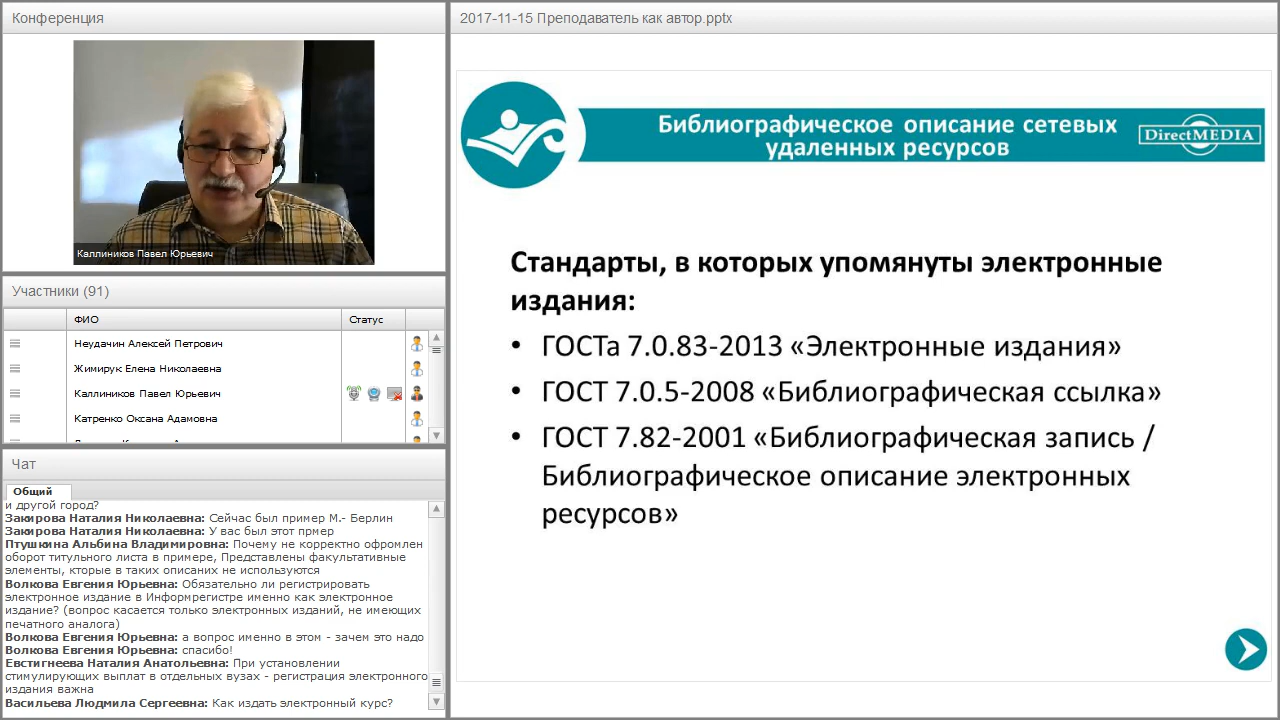 Конференция
Каллиников Павел Юрьевич
Участники (91)
ФИО
Статус
Неудачин Алексей Петрович
Жимирук Елена Николаевна
Каллиников Павел Юрьевич
Катренко Оксана Адамовна
Чат
Общий
и другой город?
Закирова Наталия Николаевна: Сейчас был пример М.- Берлин
Закирова Наталия Николаевна: У вас был этот прмер
Птушкина Альбина Владимировна: Почему не корректно офромлен
оборот титульного листа в примере, Представлены факультативные
элементы, кторые в таких описаних не используются
Волкова Евгения Юрьевна: Обязательно ли регистрировать
электронное издание в Информрегистре именно как электронное
издание? (вопрос касается только электронных изданий, не имеющих
печатного аналога)
Волкова Евгения Юрьевна: а вопрос именно в этом - зачем это надо
Волкова Евгения Юрьевна: спасибо!
Евстигнеева Наталия Анатольевна: При установлении
стимулирующих выплат в отдельных вузах - регистрация электронного
издания важна
Васильева Людмила Сергеевна: Как издать электронный курс?
2017-11-15 Преподаватель как автор.pptx
Библиографическое описание сетевых
удаленных ресурсов
DirectMEDIA
Стандарты, в которых упомянуты электронные
издания:
• ГОСТа 7.0.83-2013 «Электронные издания»
• ГОСТ 7.0.5-2008 «Библиографическая ссылка»
• ГОСТ 7.82-2001 «Библиографическая запись /
Библиографическое описание электронных
ресурсов»